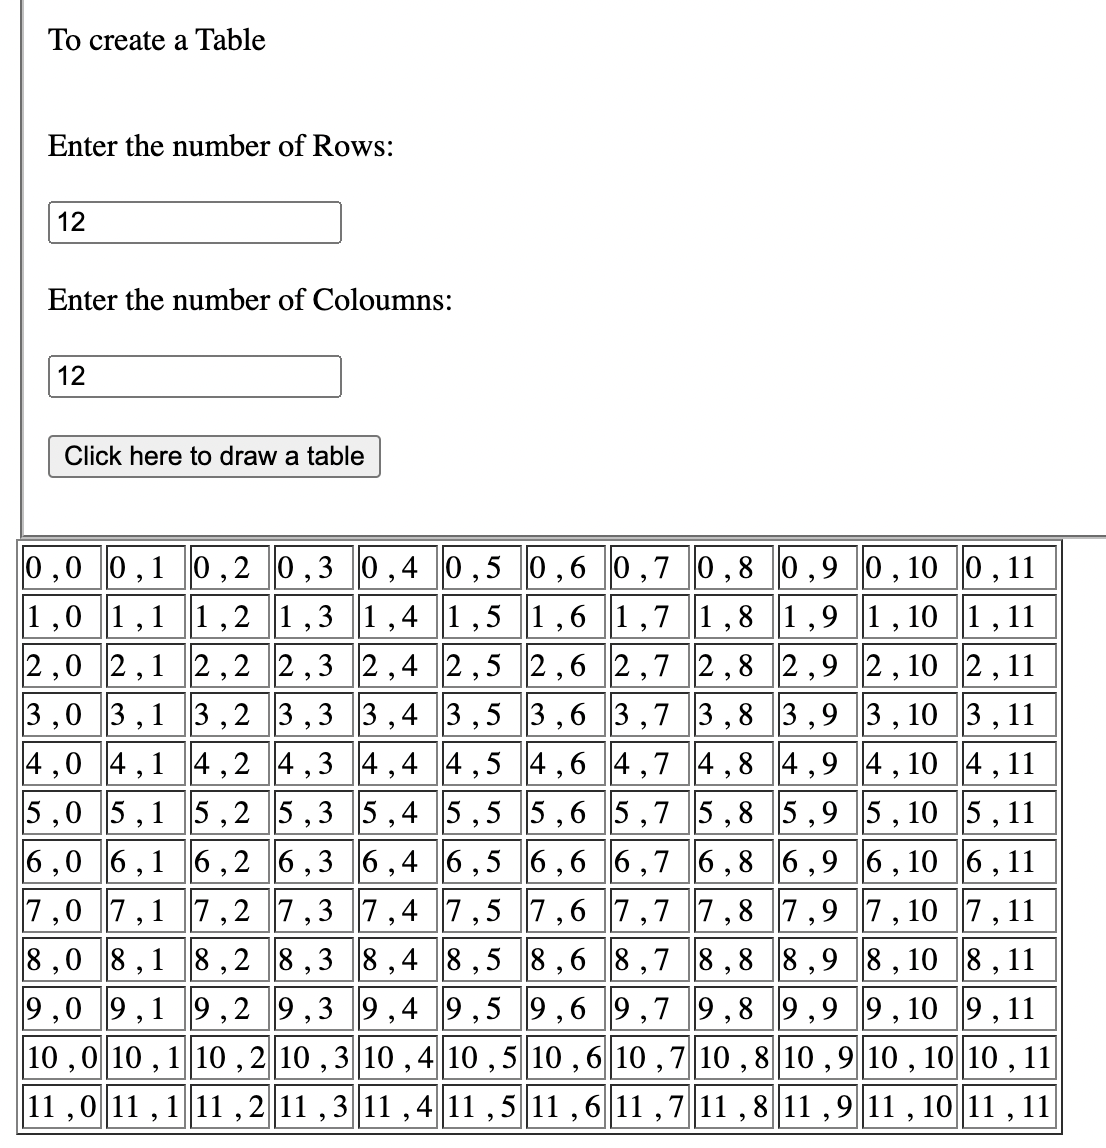 To create a Table
Enter the number of Rows:
12
Enter the number of Coloumns:
12
Click here to draw a table
0 , 0 0 , 1 0 , 2 0 , 3 0 , 4 0 , 5 0 , 6 0 , 7 0 , 8 0 , 9 0 , 10 0 , 11
1 , 0 1 , 1 1 , 2 1 , 3 1 , 4 1 , 5 1 , 6 1 , 7 1 , 8 1 , 9 1 , 10 1 , 11
2 , 0 2 , 1 2 , 2 2 , 3 2 , 4 2 , 5 2 , 6 2 , 7 2 , 8 2 , 9 2 , 10 2 , 11
3 , 0 3 , 1 3 , 2 3 , 3 3 , 4 3 , 5 3 , 6 3 , 7 3 , 8 3 , 9 3 , 10 3 , 11
4 , 0 4 , 1 4 , 2 4 , 3 4 , 4 4 , 5 4 , 6 4 , 7 4 , 8 4 , 9 4 , 10 4 , 11
5 , 0 5 , 1 5 , 2 5 , 3 5 , 4 5 , 5 5 , 6 5 , 7 5 , 8 5 , 9 5 , 10 5 , 11
6 , 0 6 , 1 6 , 2 6 , 3 6 , 4 6 , 5 6 , 6 6 , 7 6 , 8 6 , 9 6 , 10 6 , 11
7 , 0 7 , 1 7 , 2 7 , 3 7 , 4 7 , 5 7 , 6 7 , 7 7 , 8 7 , 9 7 , 10 7 , 11
8 , 0 8 , 1 8 , 2 8 , 3 8 , 4 8 , 5 8 , 6 8 , 7 8 , 8 8 , 9 8 , 10 8 , 11
9 , 0 9 , 1 9 , 2 9 , 3 9 , 4 9 , 5 9 , 6 9 , 7 9 , 8 9 , 9 9 , 10 9 , 11
10 , 0 10 , 1 10 , 2 10 , 3 10 , 4 10 , 5 10 , 6 10 , 7 10 , 8 10 , 9 10 , 10 10 , 11
11 , 0 11 , 1 11 , 2 11 , 3 11 , 4 11 , 5 11 , 6 11 , 7 11 , 8 11 , 9 11 , 10 11 , 11